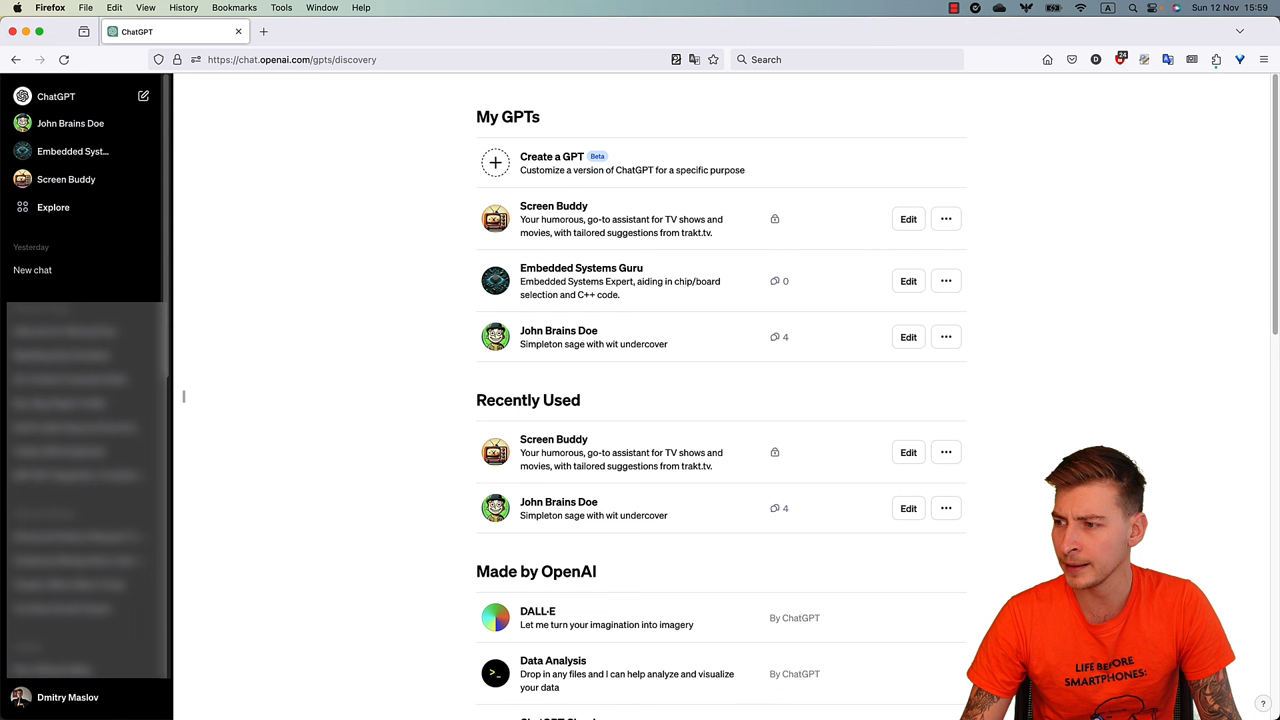 Firefox File Edit View History Bookmarks Tools Window Help
A
Sun 12 Nov 15:59
ChatGPT
https://chat.openai.com/gpts/discovery
Search
24
ChatGPT
John Brains Doe
Embedded Syst...
Screen Buddy
Explore
Yesterday
New chat
Dmitry Maslov
My GPTs
Create a GPT Beta
Customize a version of ChatGPT for a specific purpose
Screen Buddy
Your humorous, go-to assistant for TV shows and
movies, with tailored suggestions from trakt.tv.
Edit
Embedded Systems Guru
Embedded Systems Expert, aiding in chip/board
selection and C++ code.
0
Edit
John Brains Doe
Simpleton sage with wit undercover
4
Edit
Recently Used
Screen Buddy
Your humorous, go-to assistant for TV shows and
movies, with tailored suggestions from trakt.tv.
Edit
John Brains Doe
Simpleton sage with wit undercover
4
Edit
Made by OpenAI
DALL·E
Let me turn your imagination into imagery
By ChatGPT
Data Analysis
Drop in any files and I can help analyze and visualize
your data
By ChatGPT
LIFE BEFORE
SMARTPHONES:
?